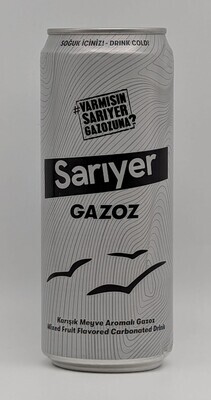 SOĞUK İÇİNİZ! - DRINK COLD!
#VARMISIN
SARIYER
GAZOZUNA?
Sarıyer
GAZOZ
Karışık Meyve Aromalı Gazoz
Mixed Fruit Flavored Carbonated Drink